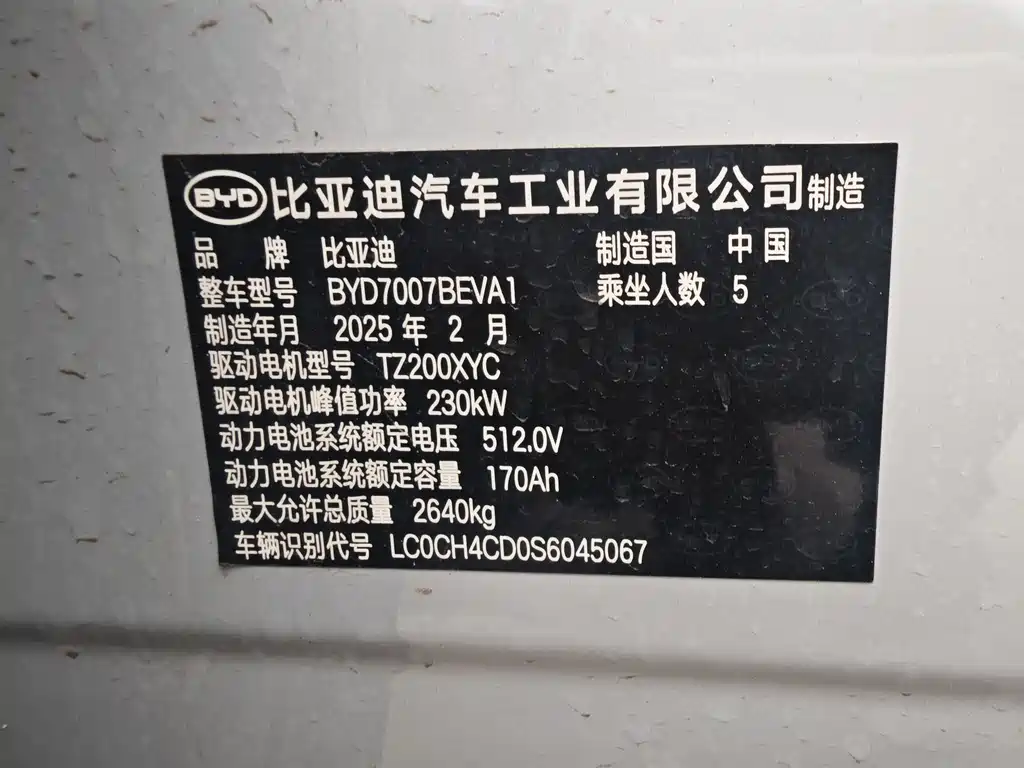 BYD 比亚迪汽车工业有限公司制造
品 牌 比亚迪 制造国 中国
整车型号 BYD7007BEVA1 乘坐人数 5
制造年月 2025 年 2 月
驱动电机型号 TZ200XYC
驱动电机峰值功率 230kW
动力电池系统额定电压 512.0V
动力电池系统额定容量 170Ah
最大允许总质量 2640kg
车辆识别代号 LC0CH4CD0S6045067